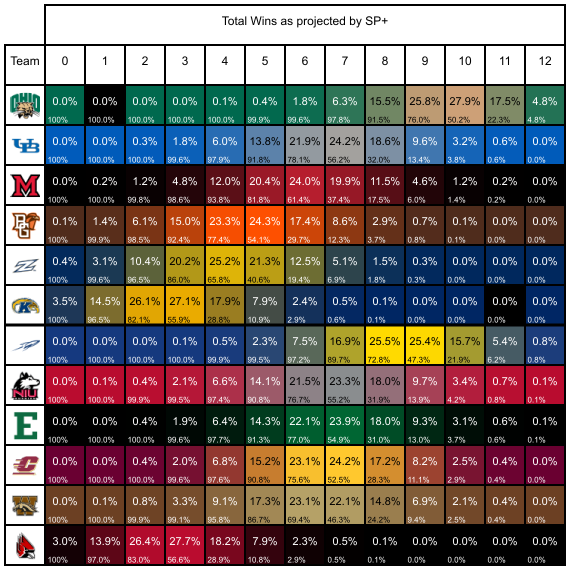 Total Wins as projected by SP+
Team 0 1 2 3 4 5 6 7 8 9 10 11 12
OHIO 0.0% 0.0% 0.0% 0.0% 0.1% 0.4% 1.8% 6.3% 15.5% 25.8% 27.9% 17.5% 4.8%
100% 100.0% 100.0% 100.0% 100.0% 99.9% 99.6% 97.8% 91.5% 76.0% 50.2% 22.3% 4.8%
UB 0.0% 0.0% 0.3% 1.8% 6.0% 13.8% 21.9% 24.2% 18.6% 9.6% 3.2% 0.6% 0.0%
100% 100.0% 100.0% 99.6% 97.9% 91.8% 78.1% 56.2% 32.0% 13.4% 3.8% 0.6% 0.0%
M 0.0% 0.2% 1.2% 4.8% 12.0% 20.4% 24.0% 19.9% 11.5% 4.6% 1.2% 0.2% 0.0%
100% 100.0% 99.8% 98.6% 93.8% 81.8% 61.4% 37.4% 17.5% 6.0% 1.4% 0.2% 0.0%
BG 0.1% 1.4% 6.1% 15.0% 23.3% 24.3% 17.4% 8.6% 2.9% 0.7% 0.1% 0.0% 0.0%
100% 99.9% 98.5% 92.4% 77.4% 54.1% 29.7% 12.3% 3.7% 0.8% 0.1% 0.0% 0.0%
Z 0.4% 3.1% 10.4% 20.2% 25.2% 21.3% 12.5% 5.1% 1.5% 0.3% 0.0% 0.0% 0.0%
100% 99.6% 96.5% 86.0% 65.8% 40.6% 19.4% 6.9% 1.8% 0.3% 0.0% 0.0% 0.0%
K 3.5% 14.5% 26.1% 27.1% 17.9% 7.9% 2.4% 0.5% 0.1% 0.0% 0.0% 0.0% 0.0%
100% 96.5% 82.1% 55.9% 28.8% 10.9% 2.9% 0.6% 0.1% 0.0% 0.0% 0.0% 0.0%
0.0% 0.0% 0.0% 0.1% 0.5% 2.3% 7.5% 16.9% 25.5% 25.4% 15.7% 5.4% 0.8%
100% 100.0% 100.0% 100.0% 99.9% 99.5% 97.2% 89.7% 72.8% 47.3% 21.9% 6.2% 0.8%
NIU 0.0% 0.1% 0.4% 2.1% 6.6% 14.1% 21.5% 23.3% 18.0% 9.7% 3.4% 0.7% 0.1%
100% 100.0% 99.9% 99.5% 97.4% 90.8% 76.7% 55.2% 31.9% 13.9% 4.2% 0.8% 0.1%
E 0.0% 0.0% 0.4% 1.9% 6.4% 14.3% 22.1% 23.9% 18.0% 9.3% 3.1% 0.6% 0.1%
100% 100.0% 100.0% 99.6% 97.7% 91.3% 77.0% 54.9% 31.0% 13.0% 3.7% 0.6% 0.1%
C 0.0% 0.0% 0.4% 2.0% 6.8% 15.2% 23.1% 24.2% 17.2% 8.2% 2.5% 0.4% 0.0%
100% 100.0% 100.0% 99.6% 97.6% 90.8% 75.6% 52.5% 28.3% 11.1% 2.9% 0.4% 0.0%
W 0.0% 0.1% 0.8% 3.3% 9.1% 17.3% 23.1% 22.1% 14.8% 6.9% 2.1% 0.4% 0.0%
100% 100.0% 99.9% 99.1% 95.8% 86.7% 69.4% 46.3% 24.2% 9.4% 2.5% 0.4% 0.0%
3.0% 13.9% 26.4% 27.7% 18.2% 7.9% 2.3% 0.5% 0.1% 0.0% 0.0% 0.0% 0.0%
100% 97.0% 83.0% 56.6% 28.9% 10.8% 2.9% 0.5% 0.1% 0.0% 0.0% 0.0% 0.0%